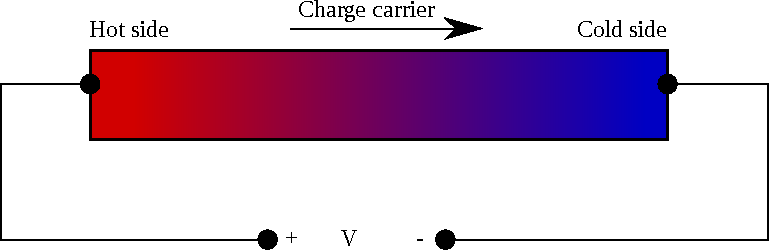 Charge carrier
Hot side
Cold side
+ V -